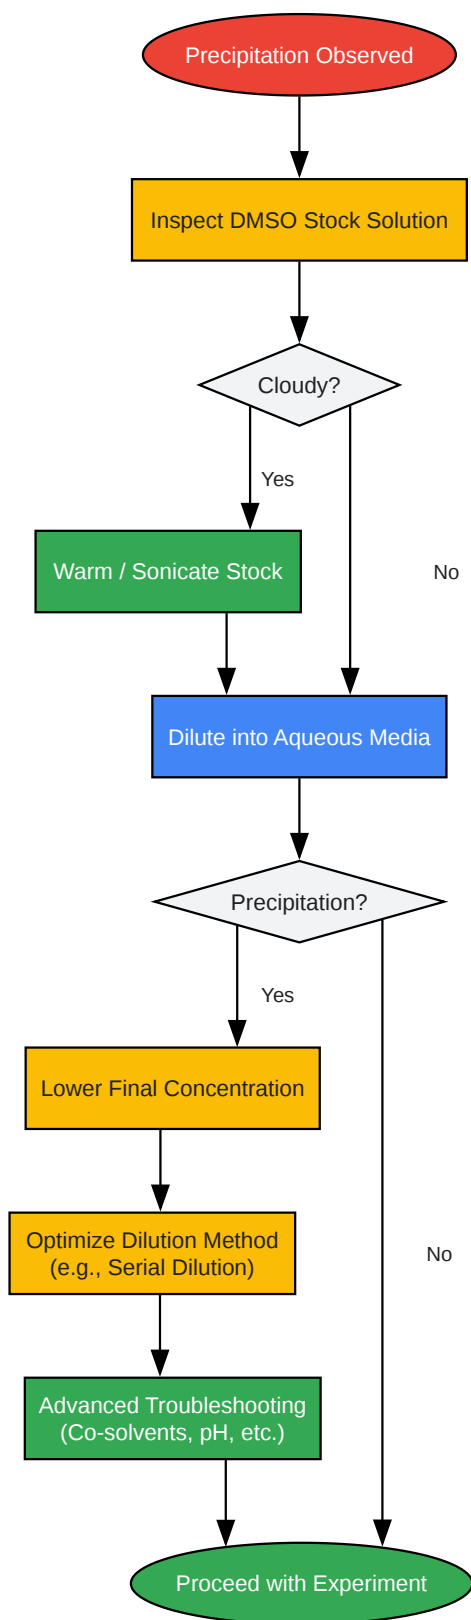 Precipitation Observed
Inspect DMSO Stock Solution
Cloudy?
Yes
Warm / Sonicate Stock
No
Dilute into Aqueous Media
Precipitation?
Yes
Lower Final Concentration
Optimize Dilution Method
(e.g., Serial Dilution)
No
Advanced Troubleshooting
(Co-solvents, pH, etc.)
Proceed with Experiment